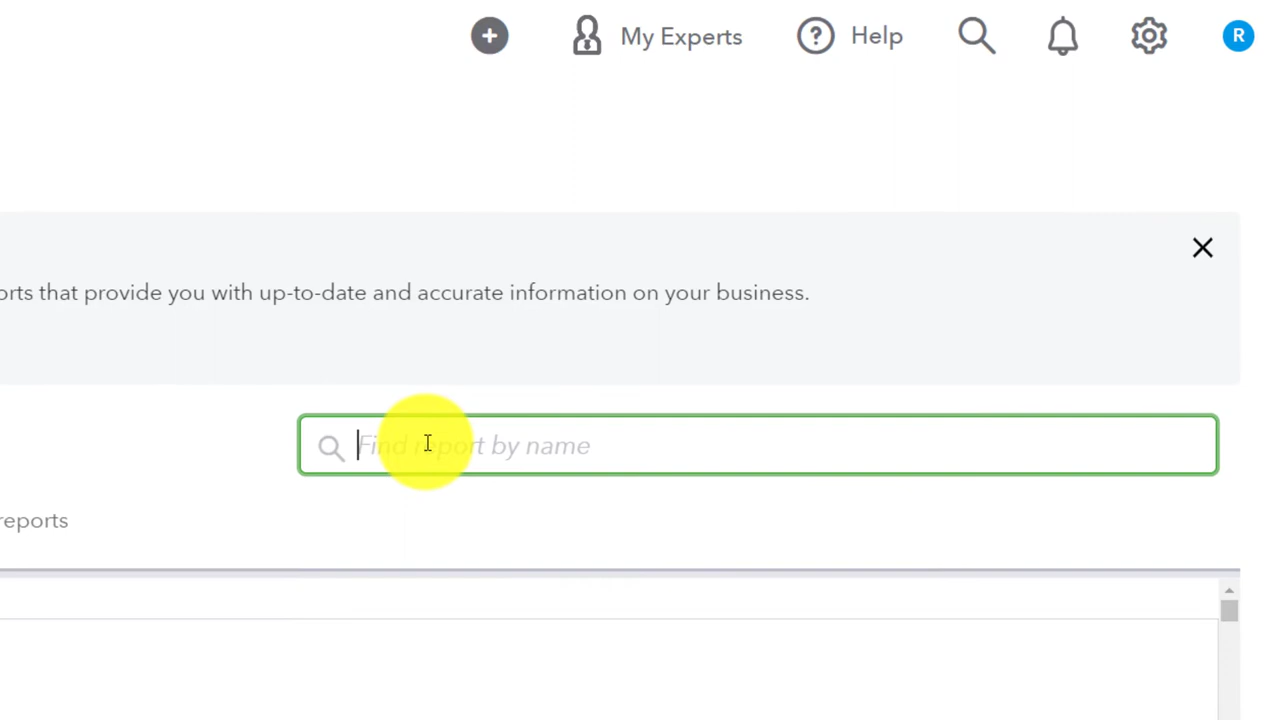 My Experts
Help
R
orts that provide you with up-to-date and accurate information on your business.
Find report by name
reports